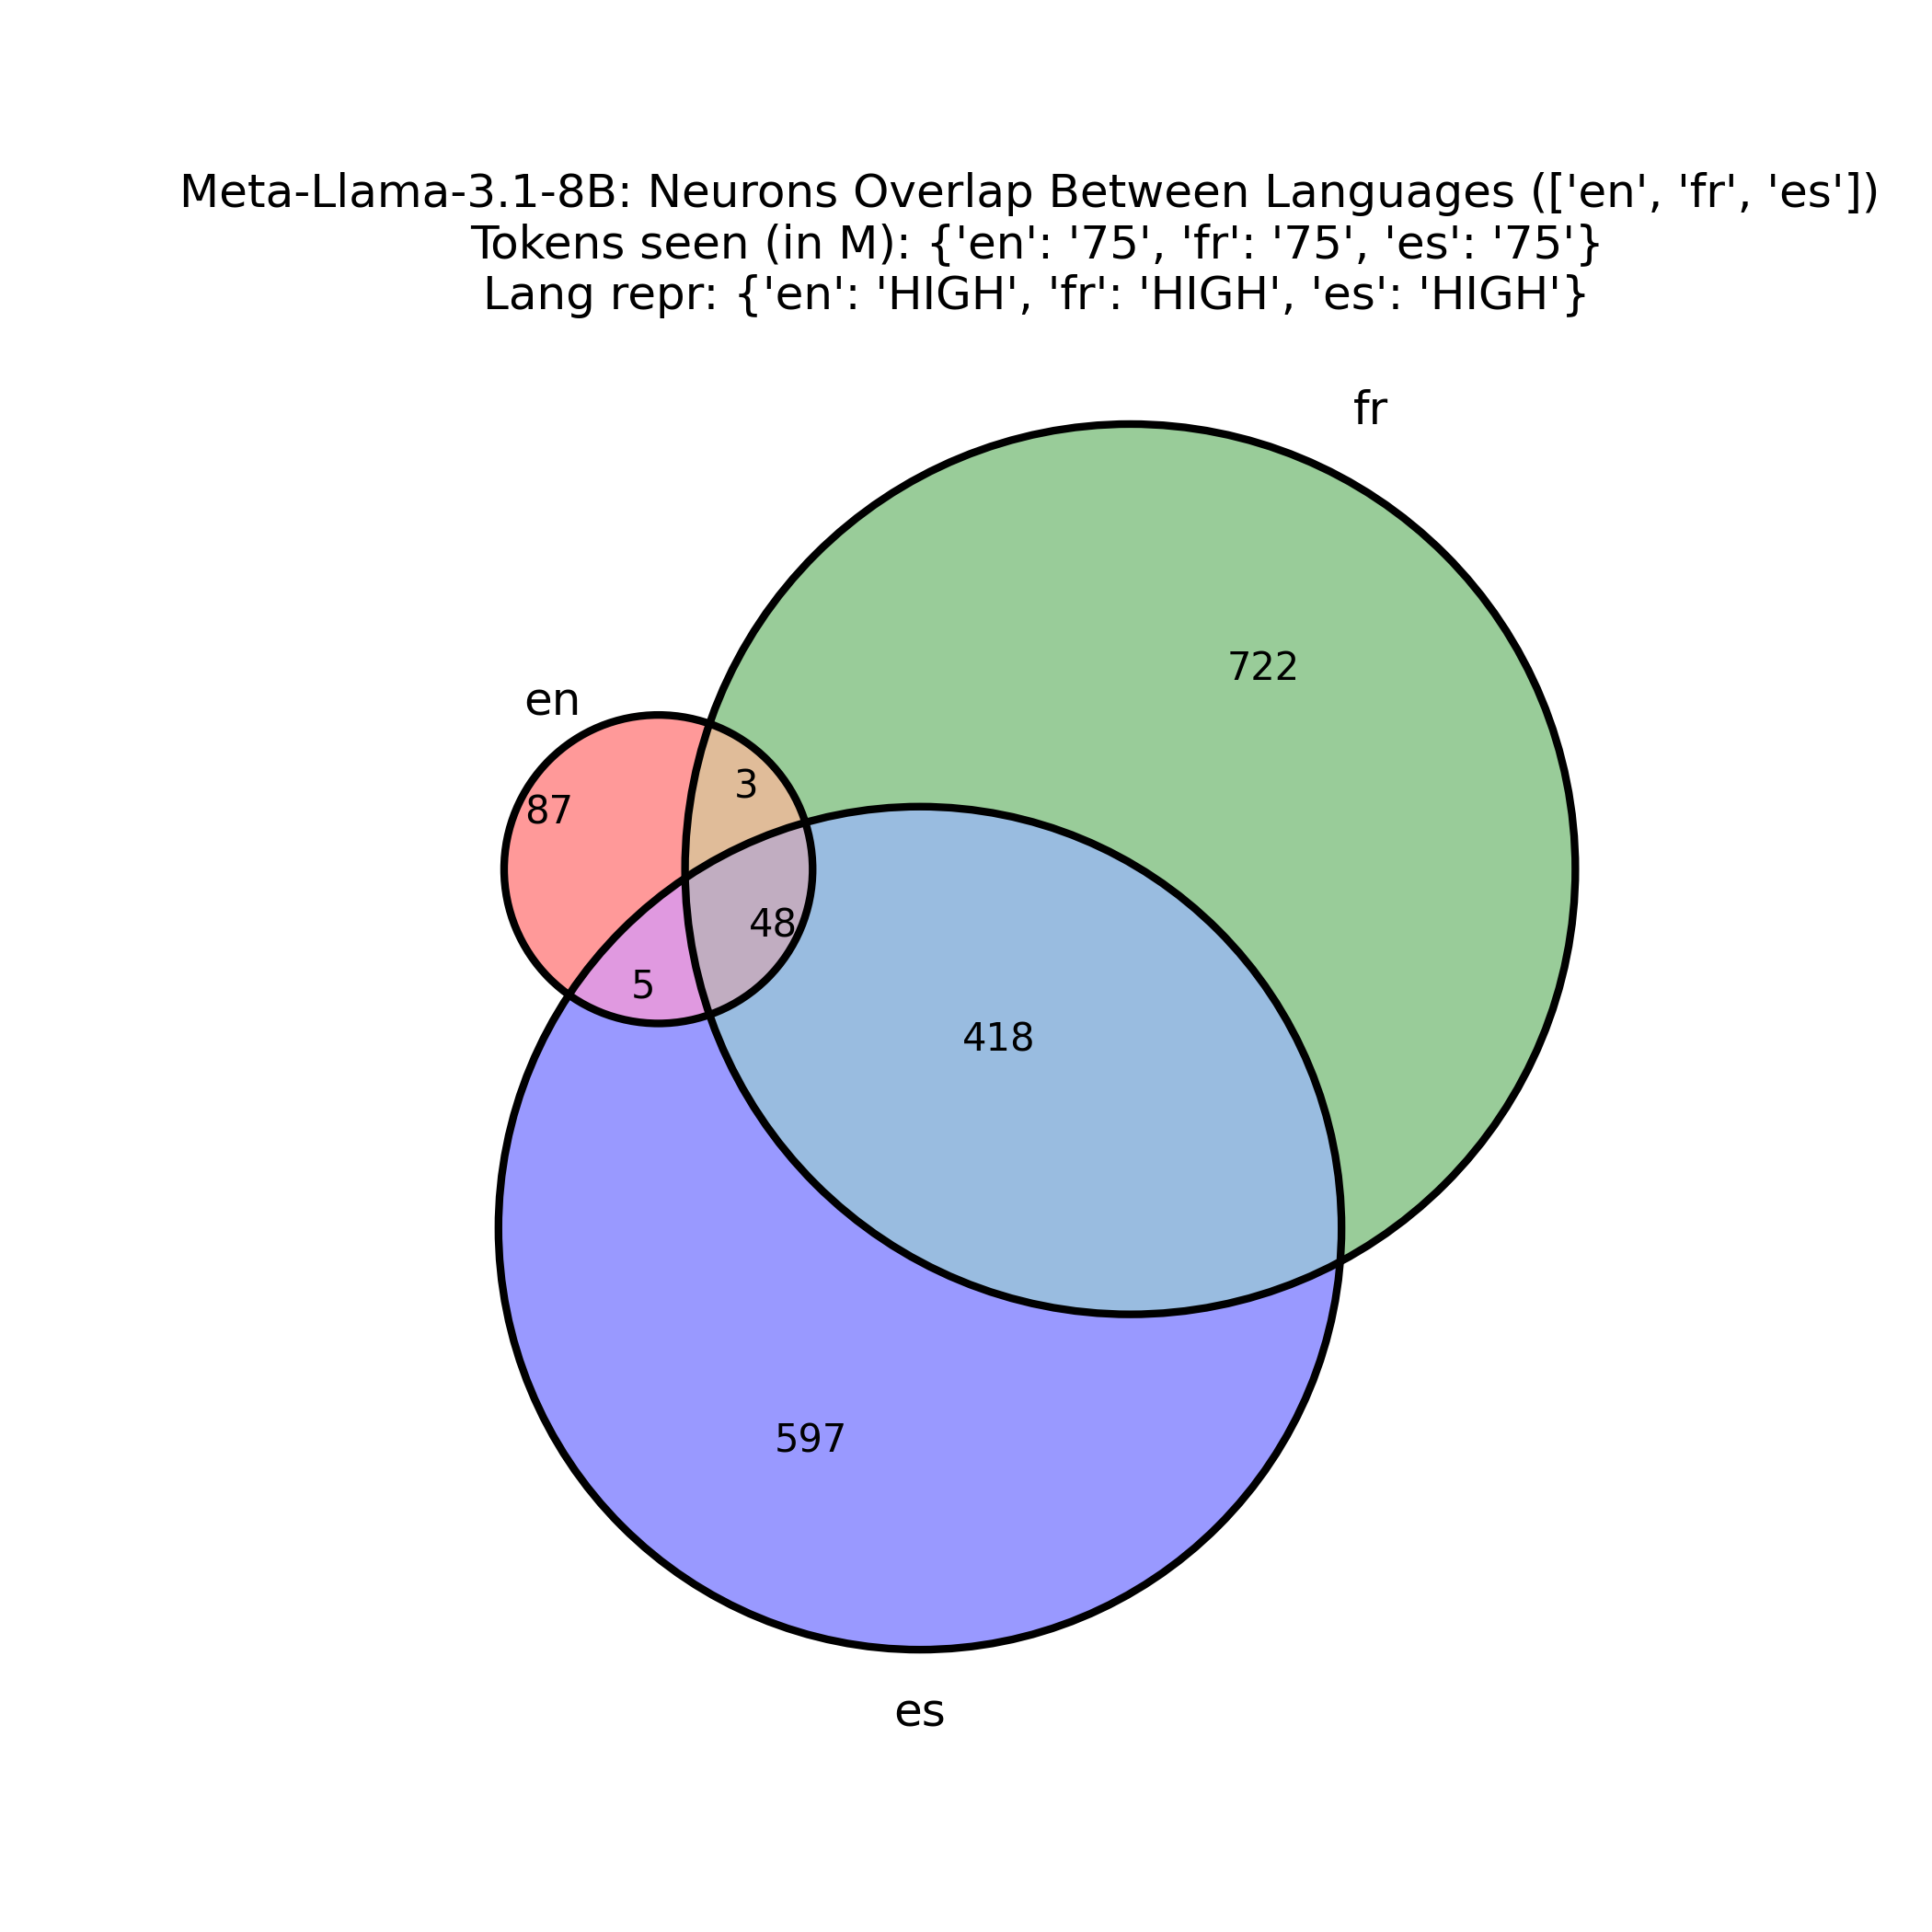 Meta-Llama-3.1-8B: Neurons Overlap Between Languages (['en', 'fr', 'es'])
Tokens seen (in M): {'en': '75', 'fr': '75', 'es': '75'}
Lang repr: {'en': 'HIGH', 'fr': 'HIGH', 'es': 'HIGH'}
fr
722
en
3
87
48
5
418
597
es